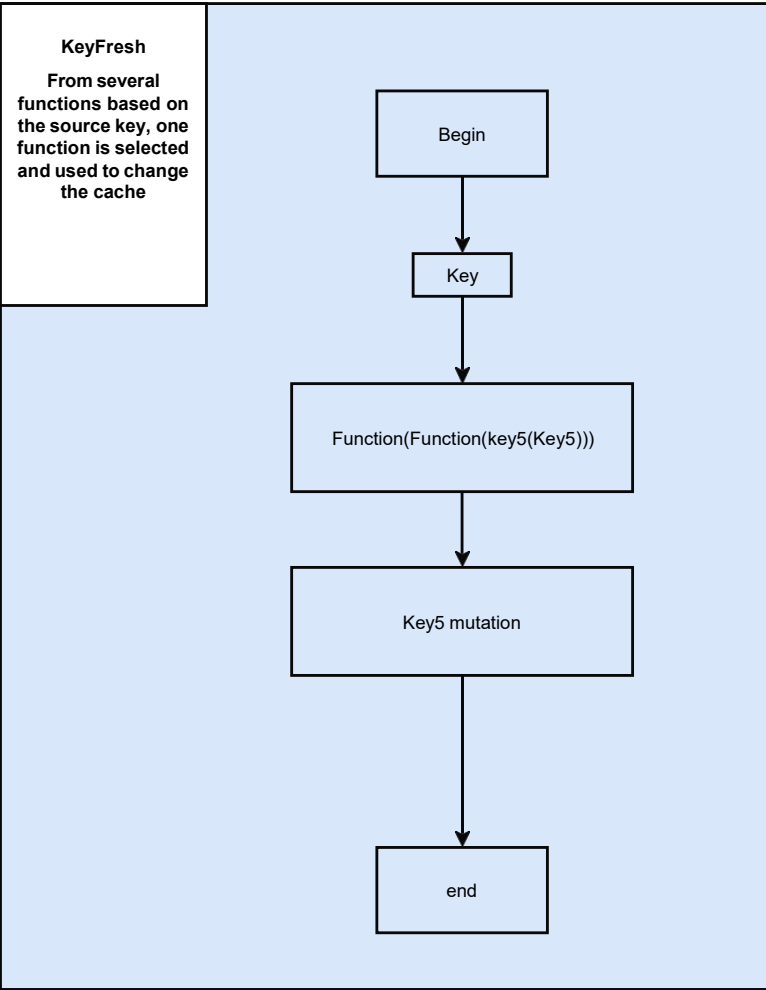 KeyFresh
From several
functions based on
the source key, one
function is selected
and used to change
the cache
Begin
Key
Function(Function(key5(Key5)))
Key5 mutation
end